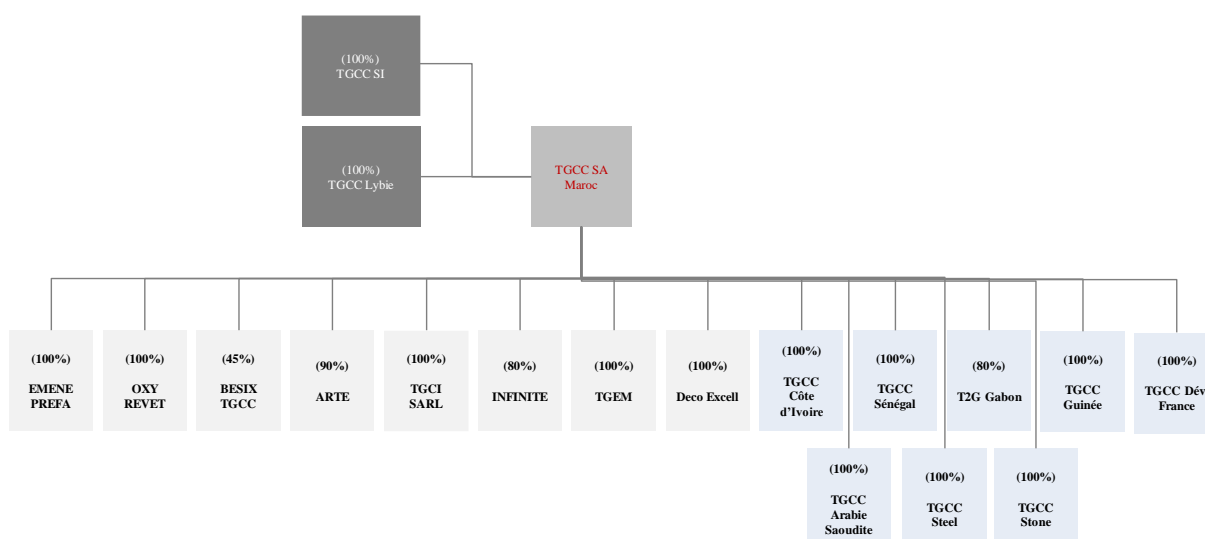 (100%)
TGCC SI
(100%)
TGCC Lybie
TGCC SA
Maroc
(100%)
EMENE
PREFA
(100%)
OXY
REVET
(45%)
BESIX
TGCC
(90%)
ARTE
(100%)
TGCI
SARL
(80%)
INFINITE
(100%)
TGEM
(100%)
Deco Excell
(100%)
TGCC
Côte
d’Ivoire
(100%)
TGCC
Sénégal
(80%)
T2G Gabon
(100%)
TGCC
Guinée
(100%)
TGCC Dév
France
(100%)
TGCC
Arabie
Saoudite
(100%)
TGCC
Steel
(100%)
TGCC
Stone